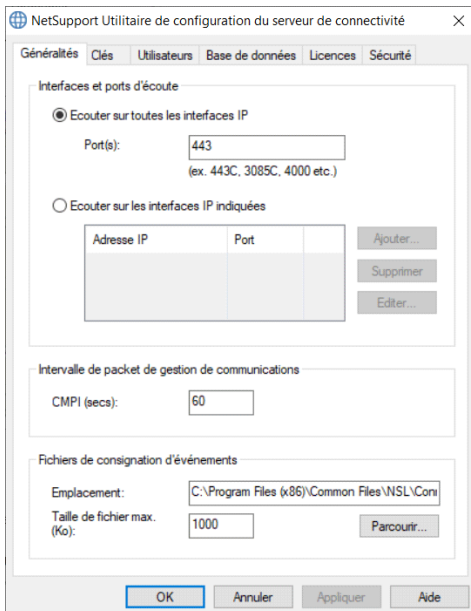 NetSupport Utilitaire de configuration du serveur de connectivité
Généralités Clés Utilisateurs Base de données Licences Sécurité
Interfaces et ports d'écoute
Ecouter sur toutes les interfaces IP
Port(s): 443
(ex. 443C, 3085C, 4000 etc.)
Ecouter sur les interfaces IP indiquées
Adresse IP Port
Ajouter...
Supprimer
Editer...
Intervalle de packet de gestion de communications
CMPI (secs): 60
Fichiers de consignation d'événements
Emplacement: C:\Program Files (x86)\Common Files\NSL\Conn
Taille de fichier max.
(Ko): 1000 Parcourir...
OK Annuler Appliquer Aide